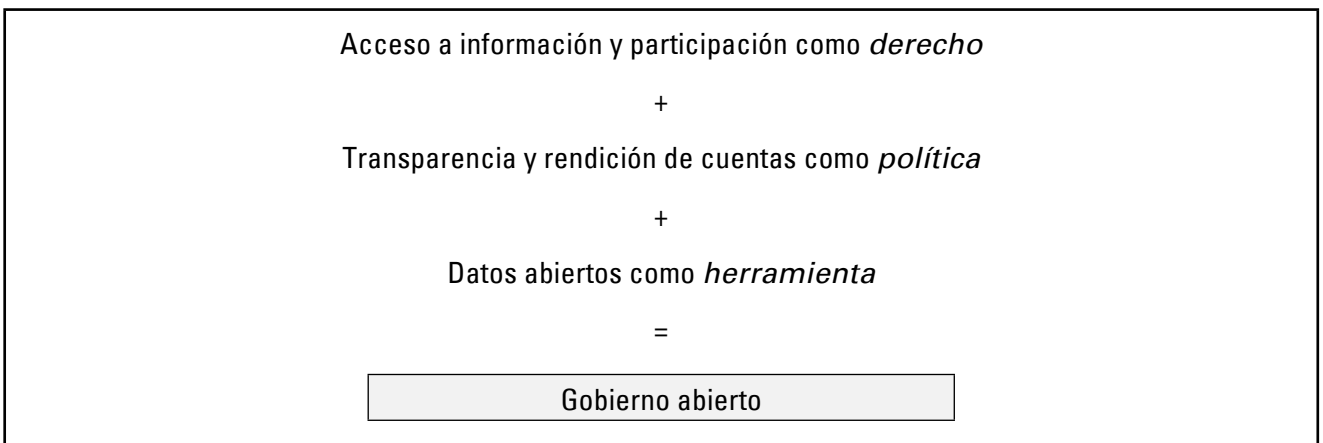 Acceso a información y participación como derecho
+
Transparencia y rendición de cuentas como política
+
Datos abiertos como herramienta
=
Gobierno abierto